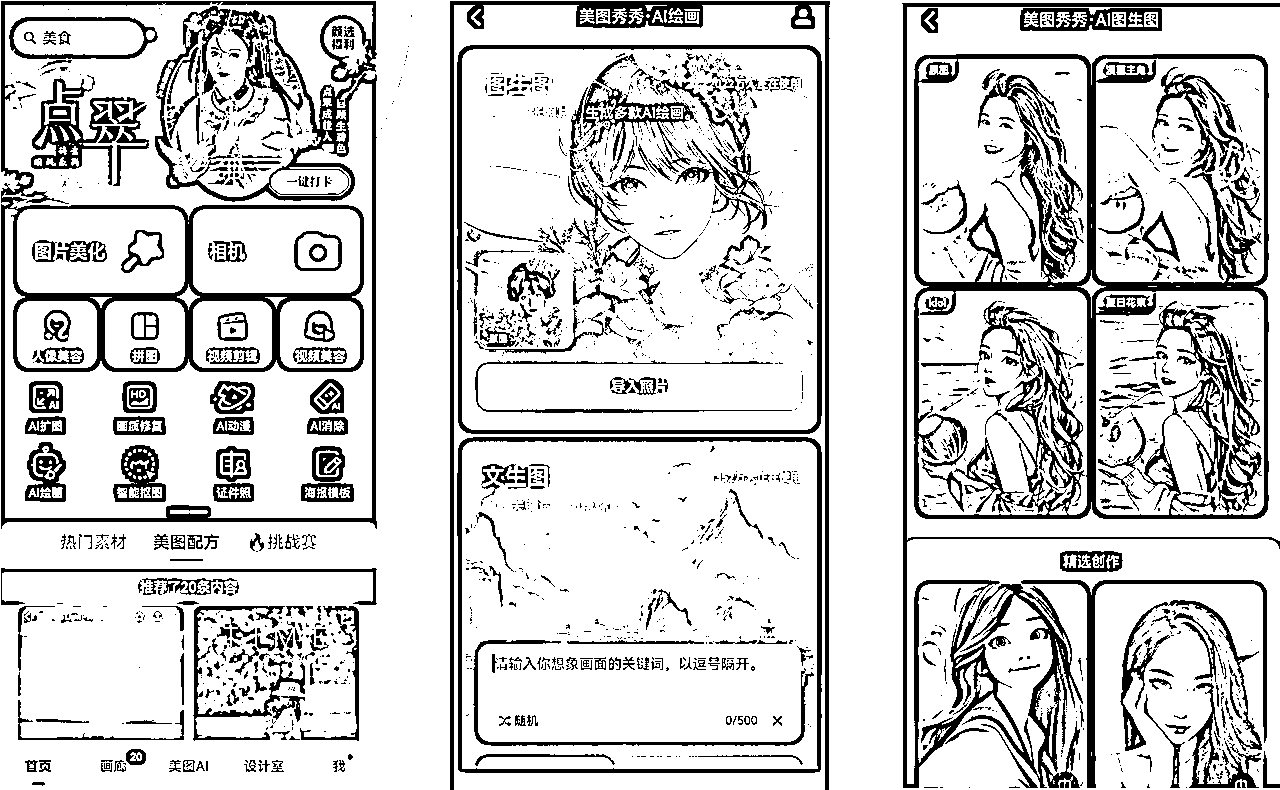 美食
甄选
福利
点翠
一键打卡
图片美化
相机
人像美容
拼图
视频剪辑
视频美容
AI
HD
AI
AI扩图
画质修复
AI动漫
AI消除
AI绘画
智能抠图
证件照
海报模板
热门素材
美图配方
挑战赛
推荐了20条内容
TIME
首页
画廊
20
美图AI
设计室
我
美图秀秀·AI绘画
图生图
生成多款AI绘画
导入照片
文生图
请输入你想象画面的关键词，以逗号隔开。
随机
0/500
美图秀秀·AI图生图
原图
精选创作